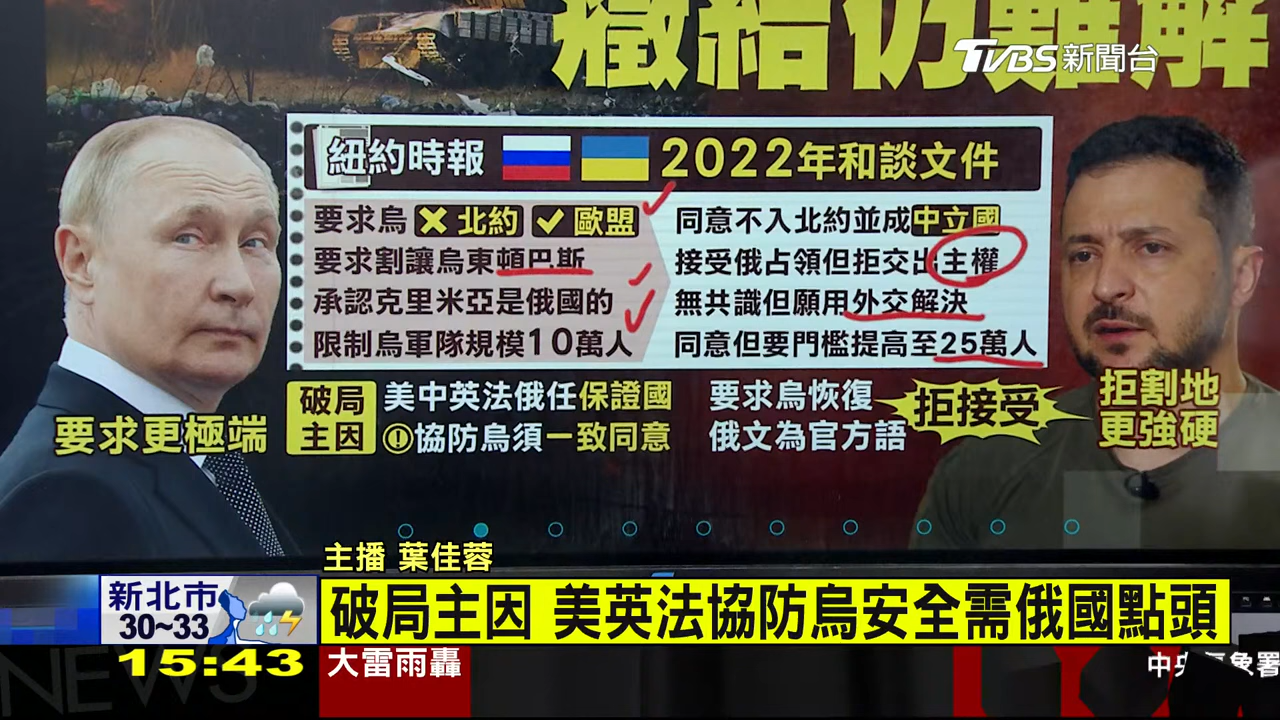 癥結仍難解
TVBS新聞台
紐約時報 2022年和談文件
要求烏 北約 歐盟
同意不入北約並成中立國
要求割讓烏東頓巴斯
接受俄占領但拒交出主權
承認克里米亞是俄國的
無共識但願用外交解決
限制烏軍隊規模10萬人
同意但要門檻提高至25萬人
要求更極端
破局主因
美中英法俄任保證國
協防烏須一致同意
要求烏恢復
俄文為官方語
拒接受
拒割地
更強硬
主播 葉佳蓉
新北市
30~33
破局主因 美英法協防烏安全需俄國點頭
15:43
大雷雨轟
NEWS